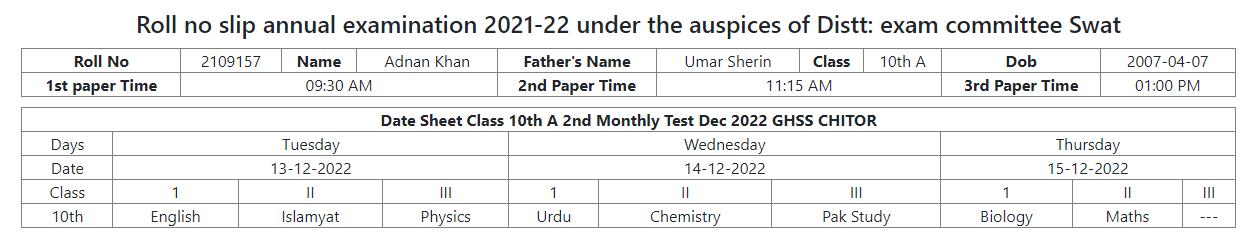 Roll no slip annual examination 2021-22 under the auspices of Distt: exam committee Swat
Roll No 2109157 Name Adnan Khan Father's Name Umar Sherin Class 10th A Dob 2007-04-07
1st paper Time 09:30 AM 2nd Paper Time 11:15 AM 3rd Paper Time 01:00 PM
Date Sheet Class 10th A 2nd Monthly Test Dec 2022 GHSS CHITOR
Days Tuesday Wednesday Thursday
Date 13-12-2022 14-12-2022 15-12-2022
Class 1 II III 1 II III 1 II III
10th English Islamyat Physics Urdu Chemistry Pak Study Biology Maths ---